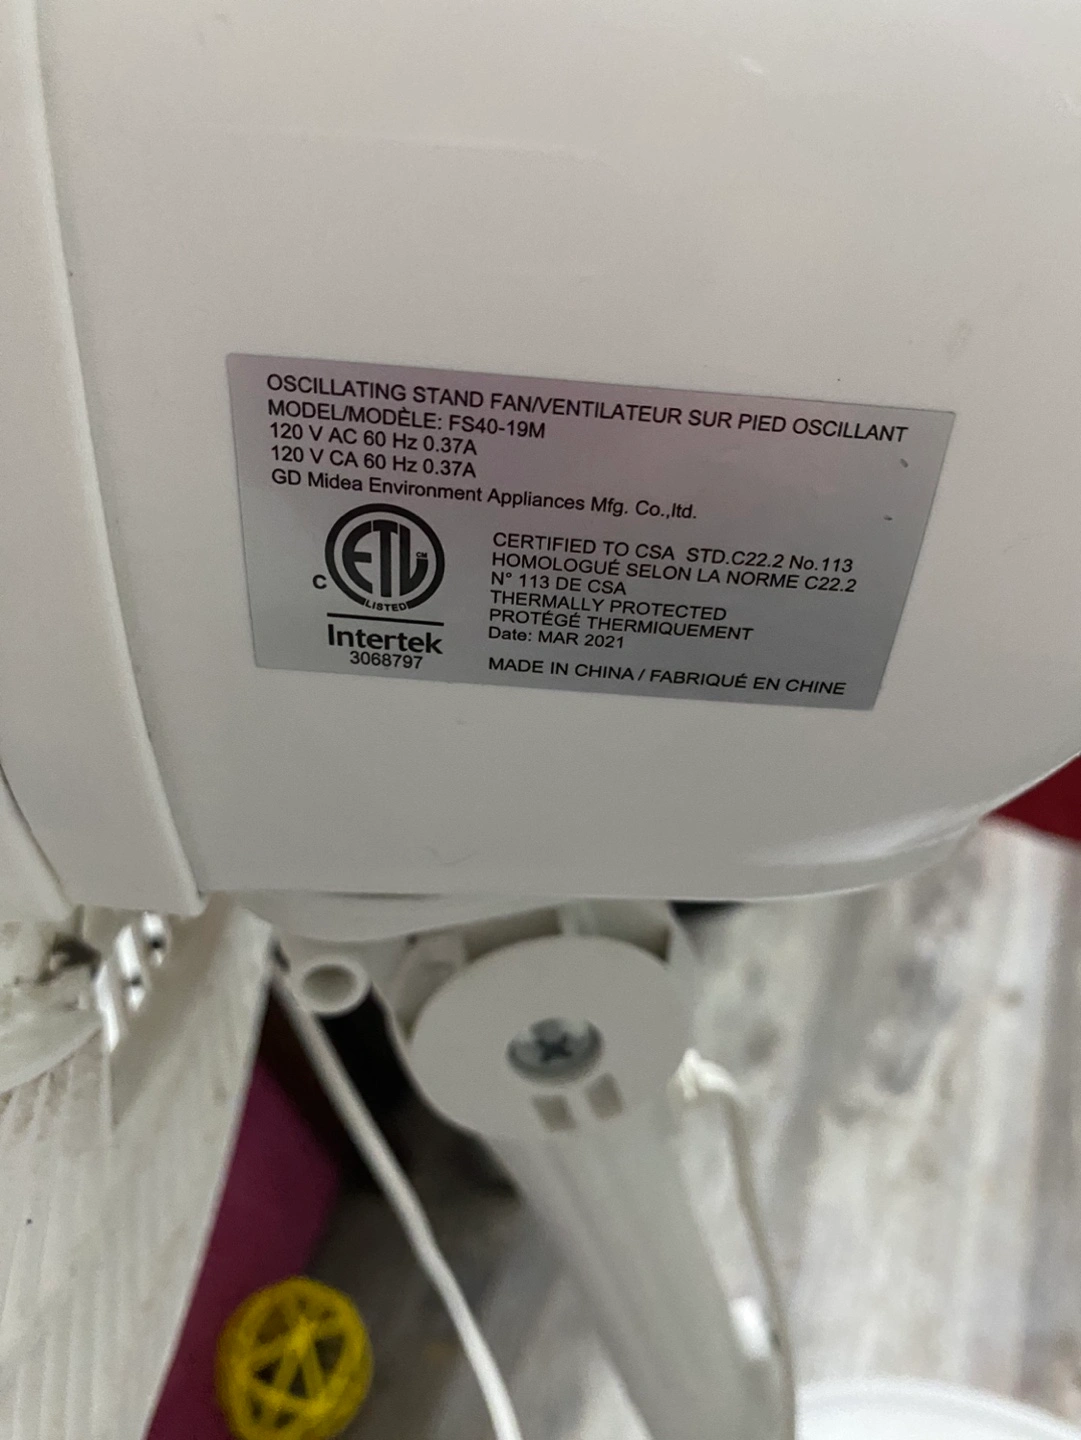 OSCILLATING STAND FAN/VENTILATEUR SUR PIED OSCILLANT
MODEL/MODÈLE: FS40-19M
120 V AC 60 Hz 0.37A
120 V CA 60 Hz 0.37A
GD Midea Environment Appliances Mfg. Co.,ltd.
C ETL CM
LISTED
Intertek
3068797
CERTIFIED TO CSA STD.C22.2 No.113
HOMOLOGUÉ SELON LA NORME C22.2
N° 113 DE CSA
THERMALLY PROTECTED
PROTÉGÉ THERMIQUEMENT
Date: MAR 2021
MADE IN CHINA / FABRIQUÉ EN CHINE